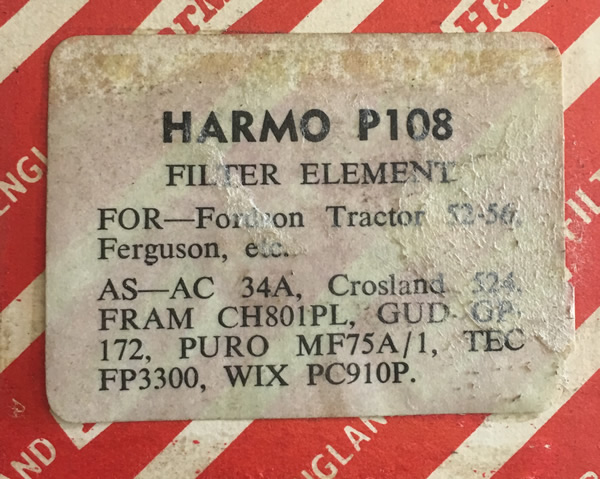 HARMO P108
FILTER ELEMENT
FOR—Fordson Tractor 52-56,
Ferguson, etc.
AS—AC 34A, Crosland 524,
FRAM CH801PL, GUD GP
172, PURO MF75A/1, TEC
FP3300, WIX PC910P.
ENGLAND